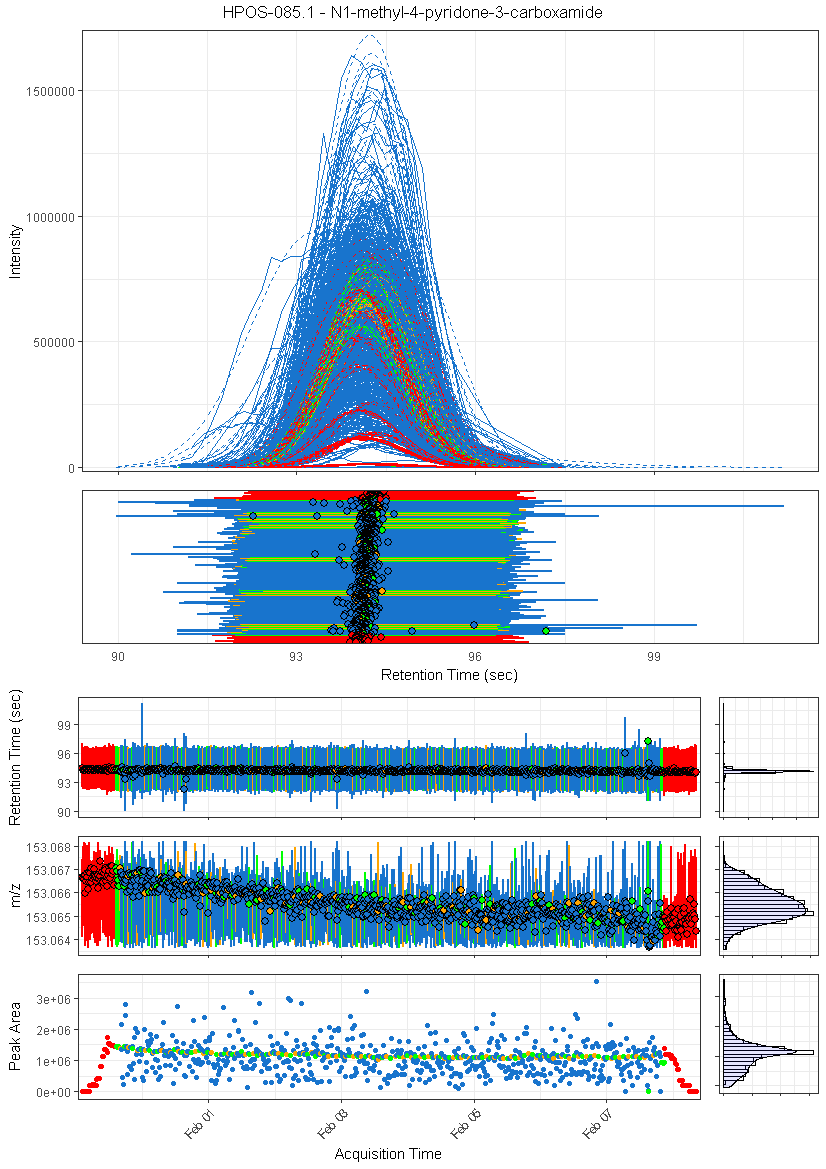 HPOS-085.1 - N1-methyl-4-pyridone-3-carboxamide
1500000
1000000
500000
0
Intensity
90
93
96
99
Retention Time (sec)
99
96
93
90
Retention Time (sec)
153.068
153.067
153.066
153.065
153.064
m/z
3e+06
2e+06
1e+06
0e+00
Peak Area
Feb 01
Feb 03
Feb 05
Feb 07
Acquisition Time